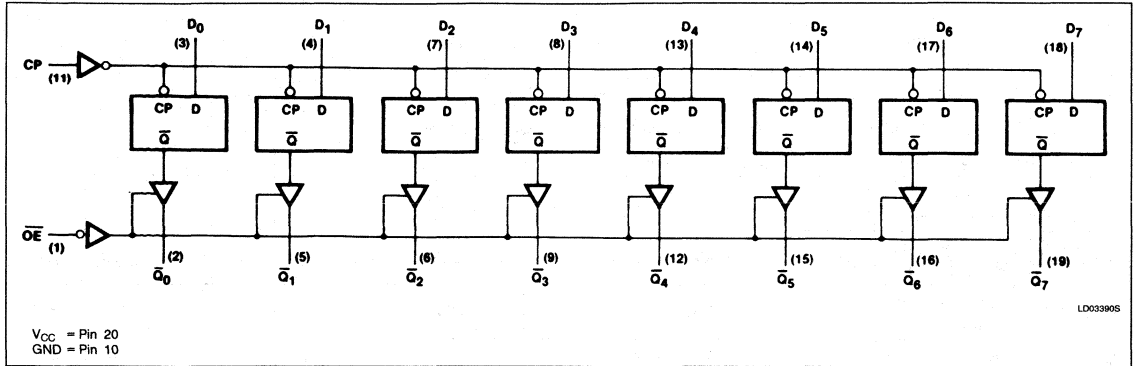 D₀ D₁ D₂ D₃ D₄ D₅ D₆ D₇
(3) (4) (7) (8) (13) (14) (17) (18)
CP
(11)
CP D CP D CP D CP D CP D CP D CP D CP D
Q̅ Q̅ Q̅ Q̅ Q̅ Q̅ Q̅ Q̅
O̅E̅
(1)
(2) (5) (6) (9) (12) (15) (16) (19)
Q̅₀ Q̅₁ Q̅₂ Q̅₃ Q̅₄ Q̅₅ Q̅₆ Q̅₇
LD03390S
V_CC = Pin 20
GND = Pin 10